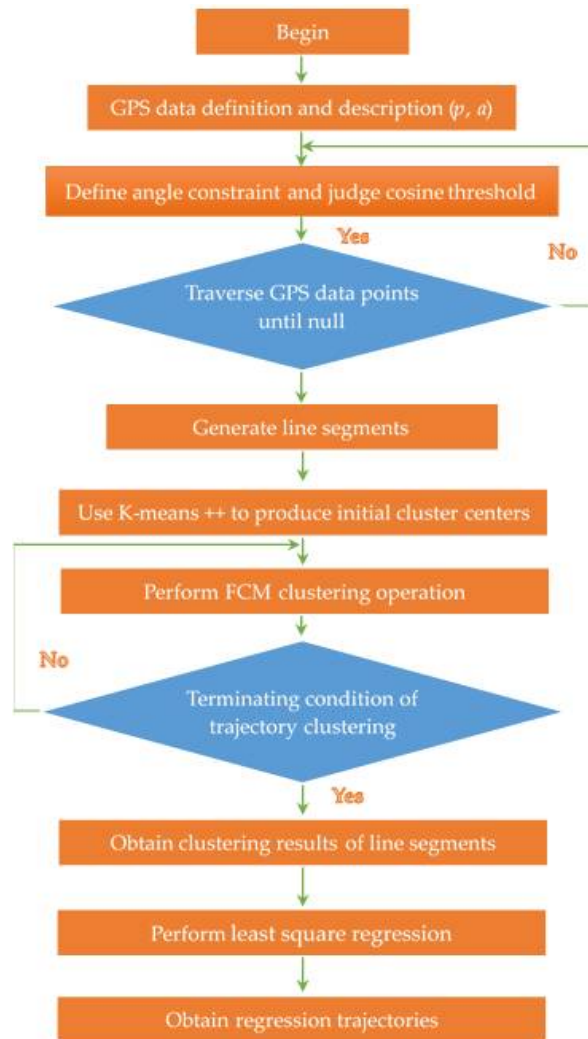 Begin
GPS data definition and description (p, a)
Define angle constraint and judge cosine threshold
Yes
No
Traverse GPS data points
until null
Generate line segments
Use K-means ++ to produce initial cluster centers
Perform FCM clustering operation
No
Terminating condition of
trajectory clustering
Yes
Obtain clustering results of line segments
Perform least square regression
Obtain regression trajectories